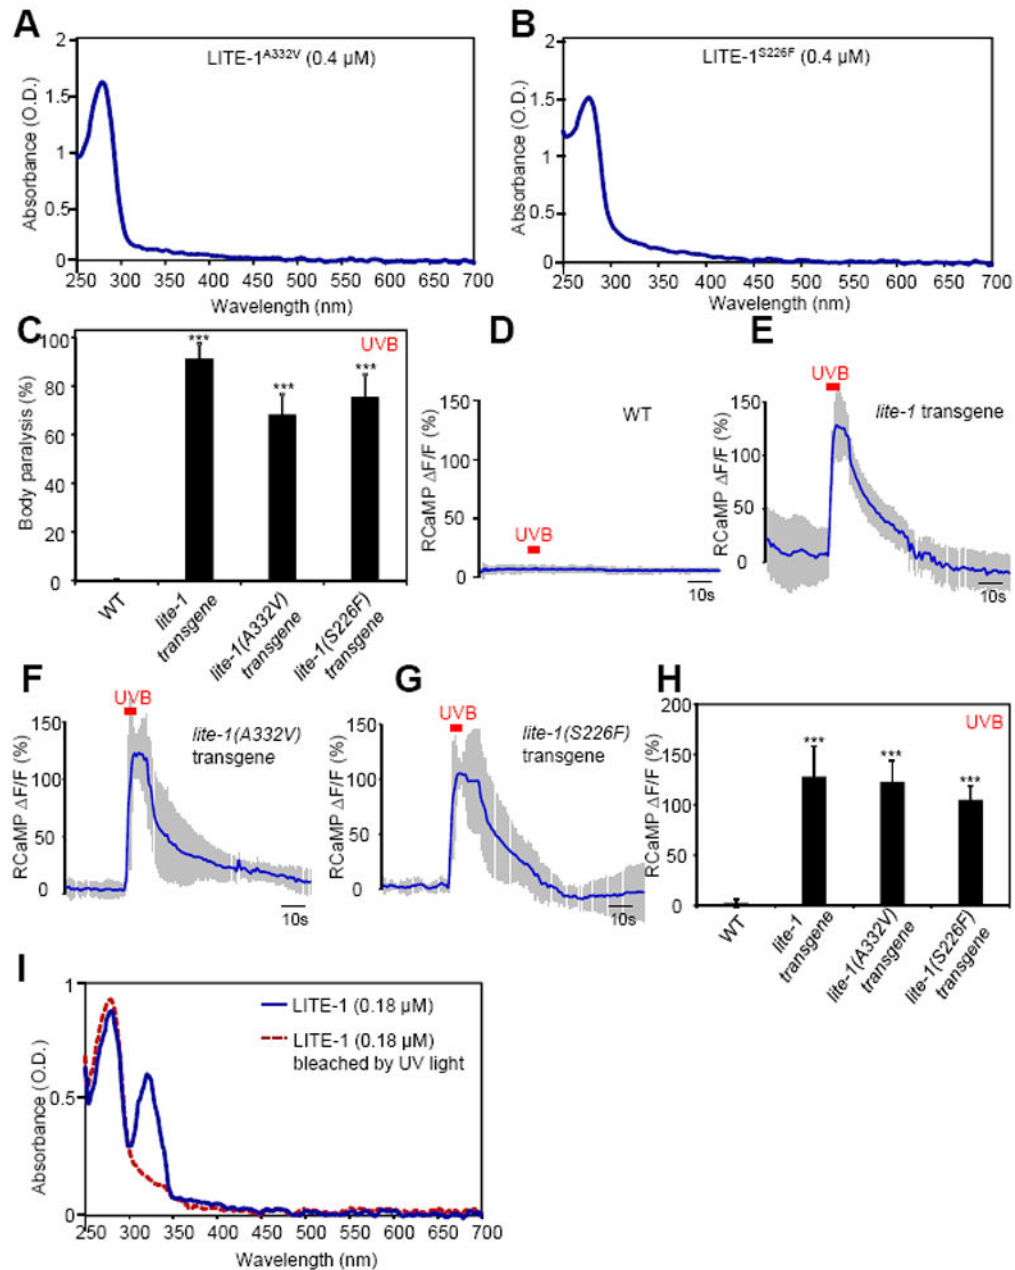 A
LITE-1^A332V (0.4 µM)
Absorbance (O.D.)
2
1.5
1
0.5
0
250 300 350 400 450 500 550 600 650 700
Wavelength (nm)
B
LITE-1^S226F (0.4 µM)
Absorbance (O.D.)
2
1.5
1
0.5
0
250 300 350 400 450 500 550 600 650 700
Wavelength (nm)
C
UVB
Body paralysis (%)
100
80
60
40
20
0
***
***
***
WT
lite-1
transgene
lite-1(A332V)
transgene
lite-1(S226F)
transgene
D
WT
RCaMP ΔF/F (%)
150
100
50
0
UVB
10s
E
UVB
lite-1 transgene
RCaMP ΔF/F (%)
150
100
50
0
10s
F
UVB
lite-1(A332V)
transgene
RCaMP ΔF/F (%)
150
100
50
0
10s
G
UVB
lite-1(S226F)
transgene
RCaMP ΔF/F (%)
150
100
50
0
10s
H
UVB
RCaMP ΔF/F (%)
200
150
100
50
0
***
***
***
WT
lite-1
transgene
lite-1(A332V)
transgene
lite-1(S226F)
transgene
I
LITE-1 (0.18 µM)
LITE-1 (0.18 µM)
bleached by UV light
Absorbance (O.D.)
1
0.5
0
250 300 350 400 450 500 550 600 650 700
Wavelength (nm)